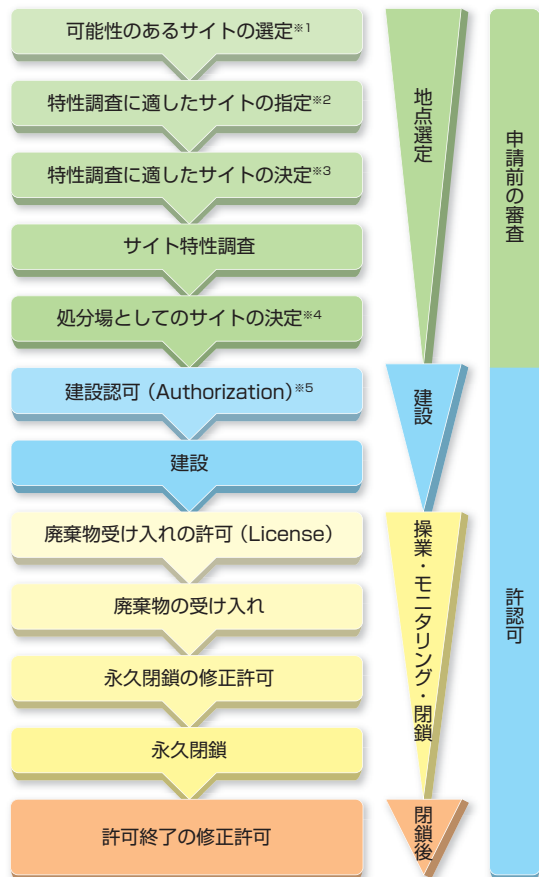 可能性のあるサイトの選定※1
特性調査に適したサイトの指定※2
特性調査に適したサイトの決定※3
サイト特性調査
処分場としてのサイトの決定※4
建設認可（Authorization）※5
建設
廃棄物受け入れの許可（License）
廃棄物の受け入れ
永久閉鎖の修正許可
永久閉鎖
許可終了の修正許可
地点選定
建設
操業・モニタリング・閉鎖
閉鎖後
申請前の審査
許認可